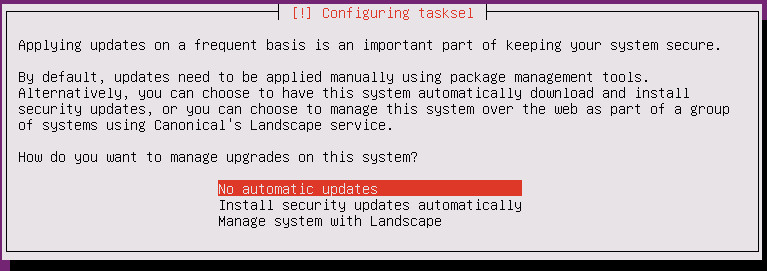 [!] Configuring tasksel
Applying updates on a frequent basis is an important part of keeping your system secure.
By default, updates need to be applied manually using package management tools.
Alternatively, you can choose to have this system automatically download and install
security updates, or you can choose to manage this system over the web as part of a group
of systems using Canonical's Landscape service.
How do you want to manage upgrades on this system?
No automatic updates
Install security updates automatically
Manage system with Landscape